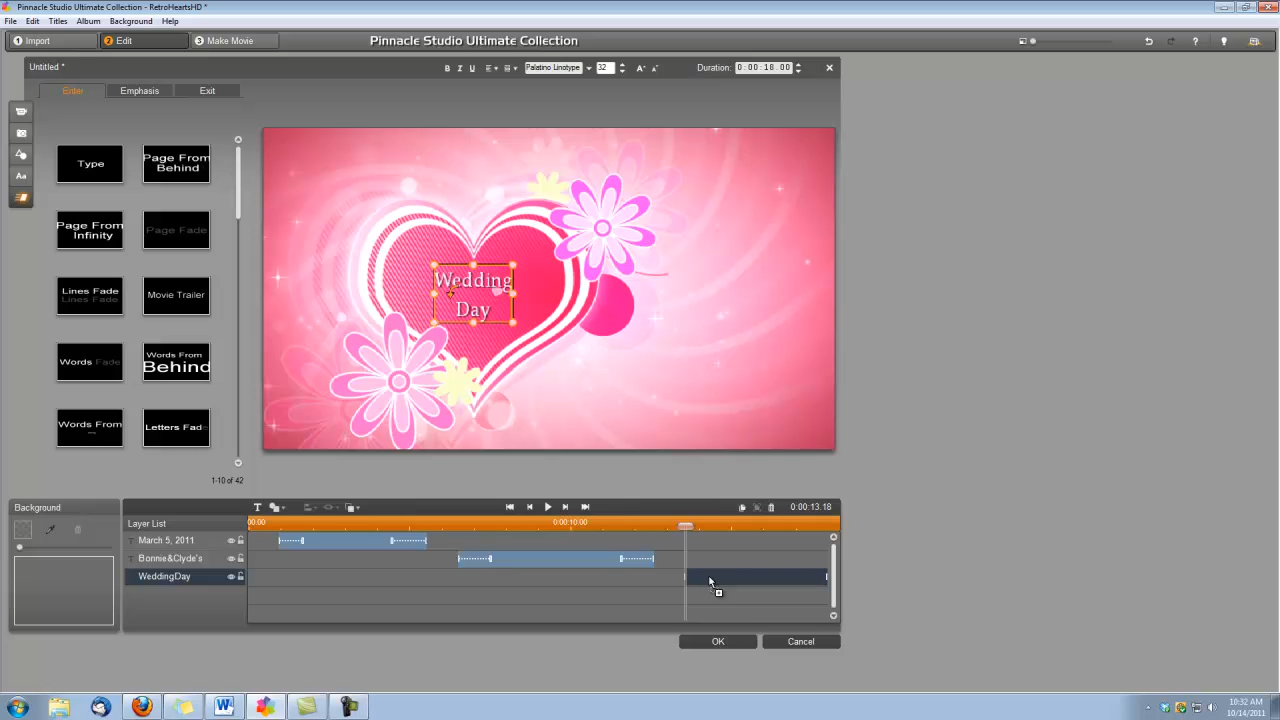 Pinnacle Studio Ultimate Collection - RetroHeartsHD *
File Edit Titles Album Background Help
1 Import 2 Edit 3 Make Movie Pinnacle Studio Ultimate Collection
Untitled * B I U Palatino Linotype 32 Duration: 0:00:18.00
Enter Emphasis Exit
Type
Page From
Behind
Page From
Infinity
Page Fade
Lines Fade
Lines Fade
Movie Trailer
Words Fade
Words From
Behind
Words From
Letters Fade
1-10 of 42
Wedding
Day
Background
T 0:00:13.18
Layer List 00.00 0:00:10.00
T March 5, 2011
T Bonnie&Clyde's
WeddingDay
OK Cancel
10:32 AM
10/14/2011